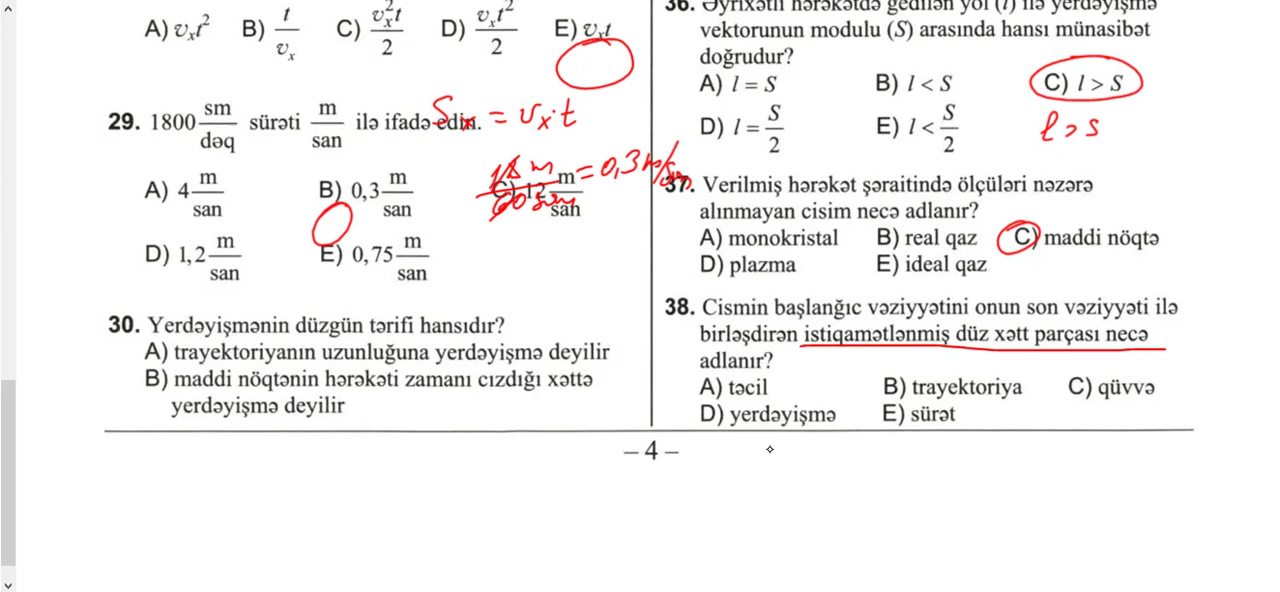 A) vₓt² B) t/vₓ C) vₓ²t/2 D) vₓt²/2 E) vₓt
29. 1800 sm/dəq sürəti m/san ilə ifadə edin.
Sₓ = vₓ·t
A) 4 m/san B) 0,3 m/san C) 12 m/san
18 m/60 san = 0,3 m/san
D) 1,2 m/san E) 0,75 m/san
30. Yerdəyişmənin düzgün tərifi hansıdır?
A) trayektoriyanın uzunluğuna yerdəyişmə deyilir
B) maddi nöqtənin hərəkəti zamanı cızdığı xəttə
yerdəyişmə deyilir
36. Əyrixətli hərəkətdə gedilən yol (l) ilə yerdəyişmə
vektorunun modulu (S) arasında hansı münasibət
doğrudur?
A) l = S B) l < S C) l > S
D) l = S/2 E) l < S/2
l > s
37. Verilmiş hərəkət şəraitində ölçüləri nəzərə
alınmayan cisim necə adlanır?
A) monokristal B) real qaz C) maddi nöqtə
D) plazma E) ideal qaz
38. Cismin başlanğıc vəziyyətini onun son vəziyyəti ilə
birləşdirən istiqamətlənmiş düz xətt parçası necə
adlanır?
A) təcil B) trayektoriya C) qüvvə
D) yerdəyişmə E) sürət
– 4 –